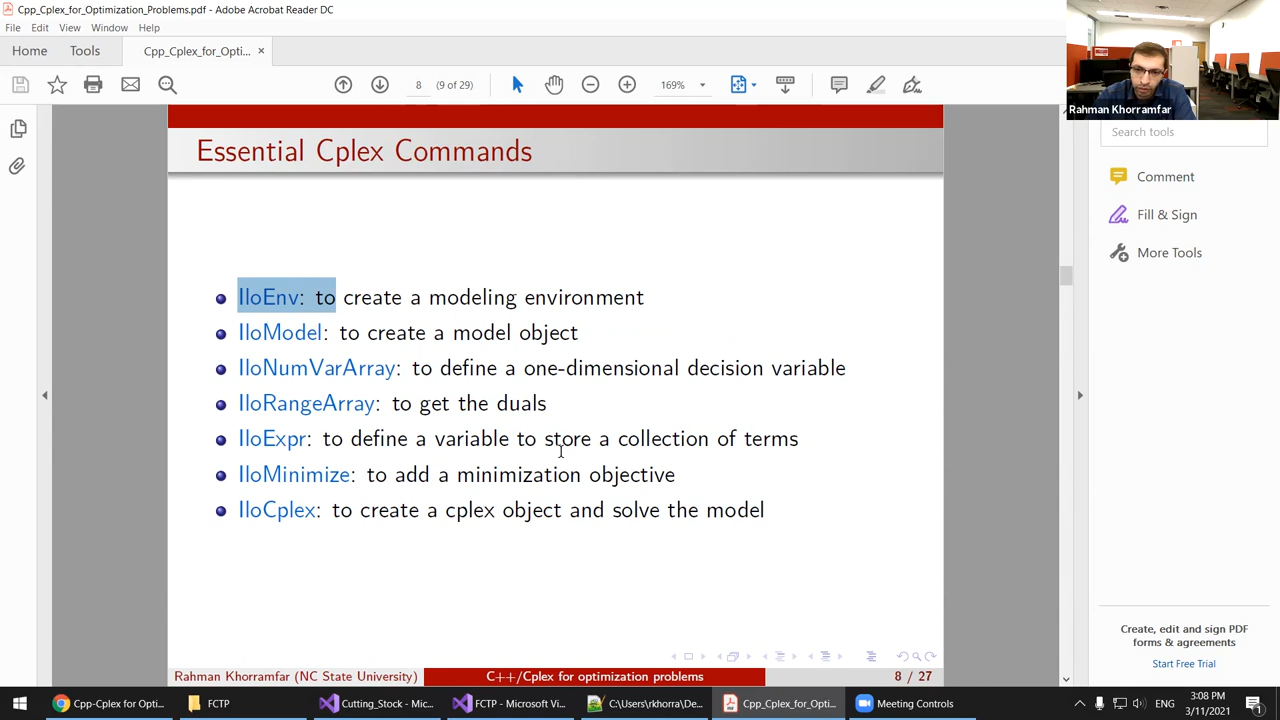 Cpp_Cplex_for_Optimization_Problems.pdf - Adobe Acrobat Reader DC
File Edit View Window Help
Home Tools Cpp_Cplex_for_Opti... ×
8 (9 of 29) 169%
Rahman Khorramfar
Search tools
Comment
Fill & Sign
More Tools
Essential Cplex Commands
IloEnv: to create a modeling environment
IloModel: to create a model object
IloNumVarArray: to define a one-dimensional decision variable
IloRangeArray: to get the duals
IloExpr: to define a variable to store a collection of terms
IloMinimize: to add a minimization objective
IloCplex: to create a cplex object and solve the model
Create, edit and sign PDF
forms & agreements
Start Free Trial
Rahman Khorramfar (NC State University) C++/Cplex for optimization problems 8 / 27
Cpp-Cplex for Opti... FCTP Cutting_Stock - Mic... FCTP - Microsoft Vi... C:\Users\rkhorra\De... Cpp_Cplex_for_Opti... Meeting Controls
3:08 PM
3/11/2021
1